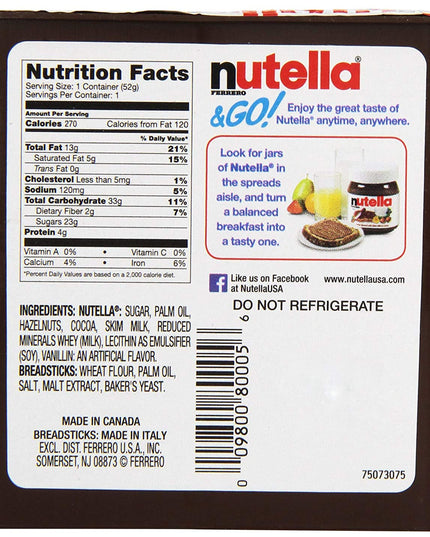 Nutrition Facts
Serving Size: 1 Container (52g)
Servings Per Container: 1
Amount Per Serving
Calories 270 Calories from Fat 120
% Daily Value*
Total Fat 13g 21%
Saturated Fat 5g 15%
Trans Fat 0g
Cholesterol Less than 5mg 1%
Sodium 120mg 5%
Total Carbohydrate 33g 11%
Dietary Fiber 2g 7%
Sugars 23g
Protein 4g
Vitamin A 0% • Vitamin C 0%
Calcium 4% • Iron 6%
*Percent Daily Values are based on a 2,000 calorie diet.
nutella®
FERRERO
&GO!
Enjoy the great taste of
Nutella® anytime, anywhere.
Look for jars
of Nutella® in
the spreads
aisle, and turn
a balanced
breakfast into
a tasty one.
nutella
f
Like us on Facebook
at NutellaUSA
www.nutellausa.com
DO NOT REFRIGERATE
INGREDIENTS: NUTELLA®: SUGAR, PALM OIL,
HAZELNUTS, COCOA, SKIM MILK, REDUCED
MINERALS WHEY (MILK), LECITHIN AS EMULSIFIER
(SOY), VANILLIN: AN ARTIFICIAL FLAVOR.
BREADSTICKS: WHEAT FLOUR, PALM OIL,
SALT, MALT EXTRACT, BAKER'S YEAST.
MADE IN CANADA
BREADSTICKS: MADE IN ITALY
EXCL. DIST. FERRERO U.S.A., INC.
SOMERSET, NJ 08873 © FERRERO
0 09800 80005 6
75073075